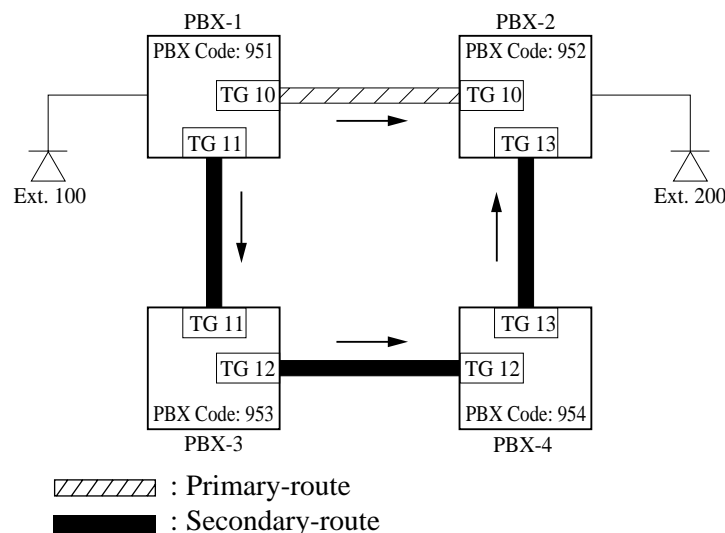 PBX-1
PBX-2
PBX Code: 951
PBX Code: 952
TG 10
TG 10
TG 11
TG 13
Ext. 100
Ext. 200
TG 11
TG 13
TG 12
TG 12
PBX Code: 953
PBX Code: 954
PBX-3
PBX-4
: Primary-route
: Secondary-route